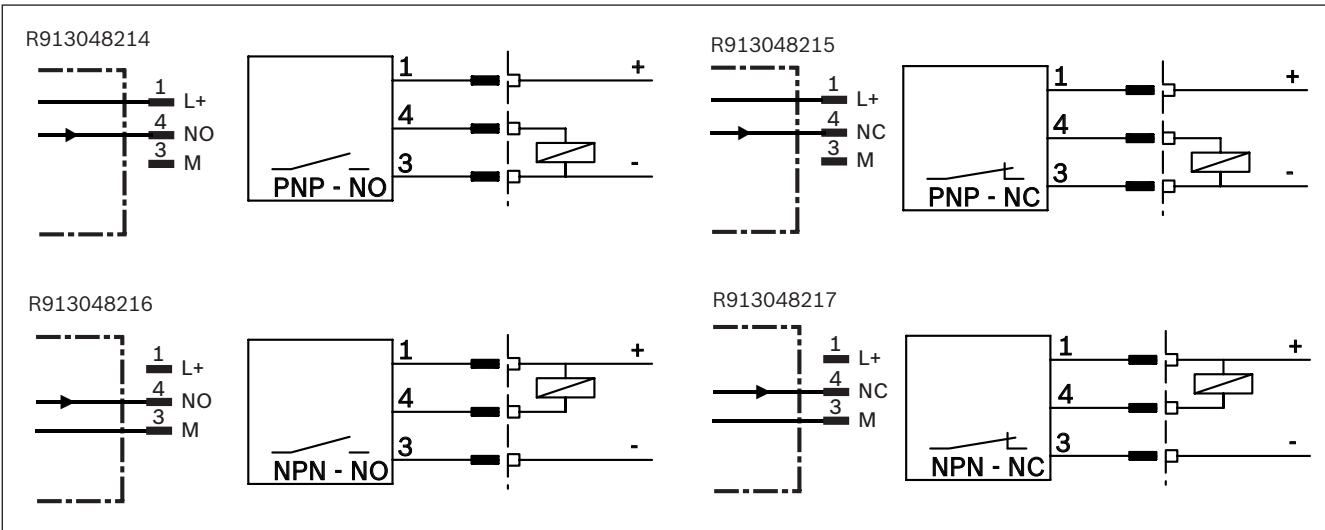 R913048214
1 L+
4 NO
3 M
1
4
3
PNP - NO
+
-
R913048215
1 L+
4 NC
3 M
1
4
3
PNP - NC
+
-
R913048216
1 L+
4 NO
3 M
1
4
3
NPN - NO
+
-
R913048217
1 L+
4 NC
3 M
1
4
3
NPN - NC
+
-